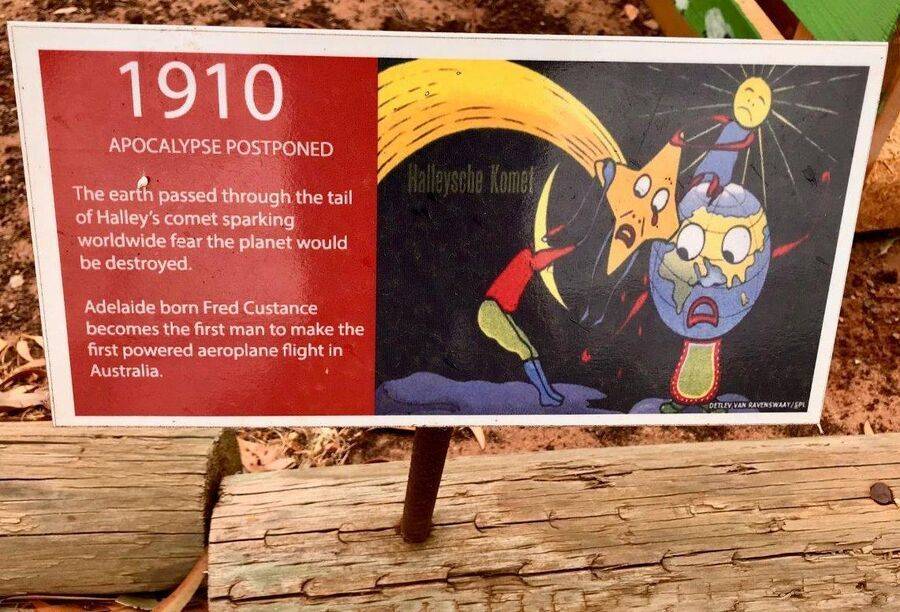 1910
APOCALYPSE POSTPONED
The earth passed through the tail
of Halley's comet sparking
worldwide fear the planet would
be destroyed.
Adelaide born Fred Custance
becomes the first man to make the
first powered aeroplane flight in
Australia.
Halleysche Komet
DETLEV VAN RAVENSWAAY/SPL